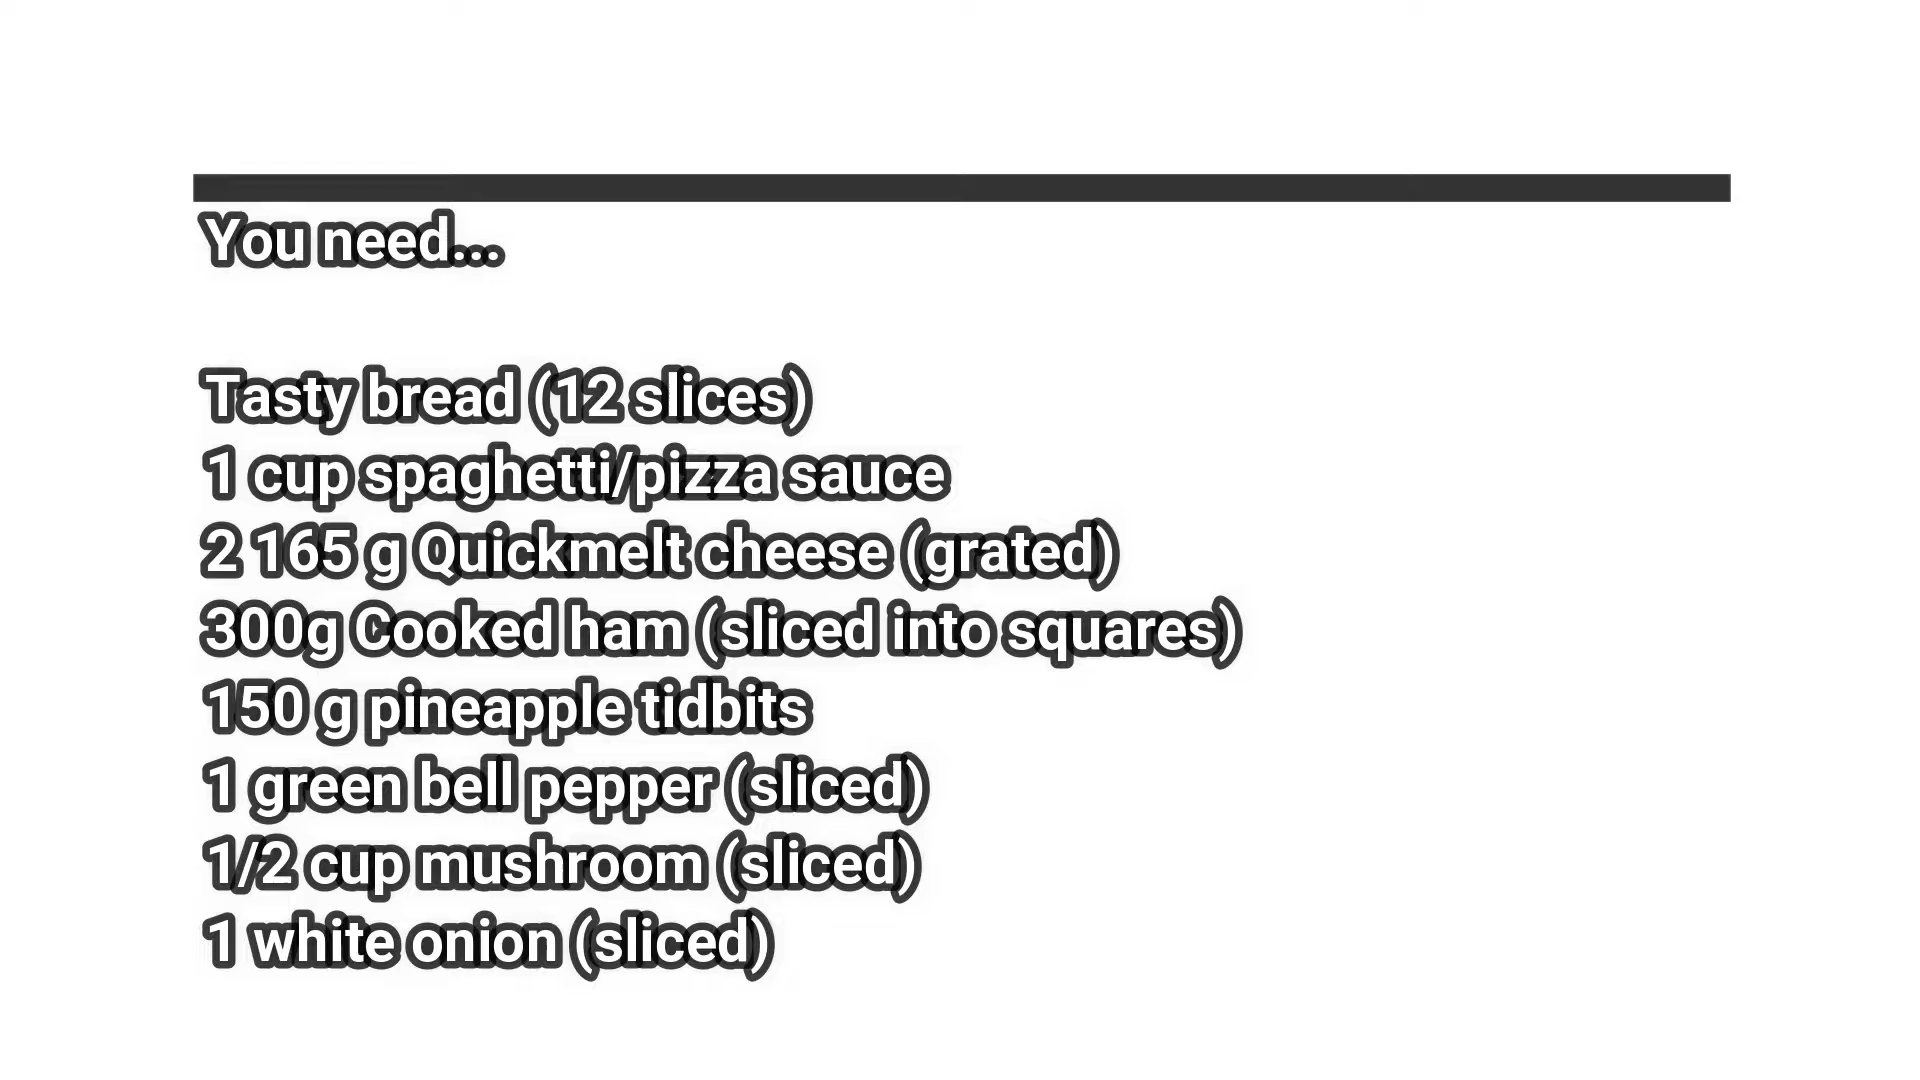 You need...
Tasty bread (12 slices)
1 cup spaghetti/pizza sauce
2 165 g Quickmelt cheese (grated)
300g Cooked ham (sliced into squares)
150 g pineapple tidbits
1 green bell pepper (sliced)
1/2 cup mushroom (sliced)
1 white onion (sliced)